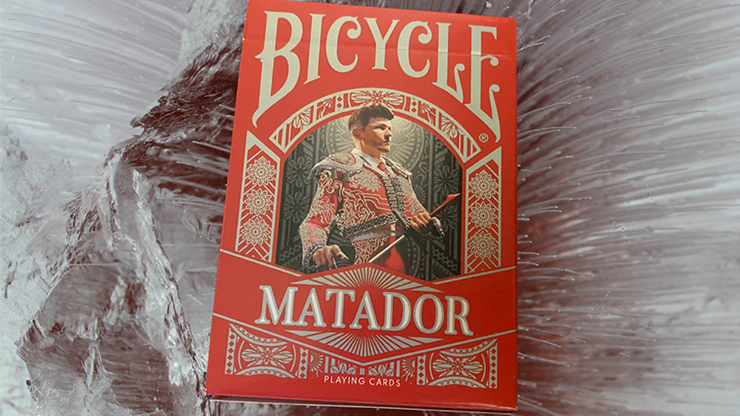 BICYCLE
®
MATADOR
PLAYING CARDS